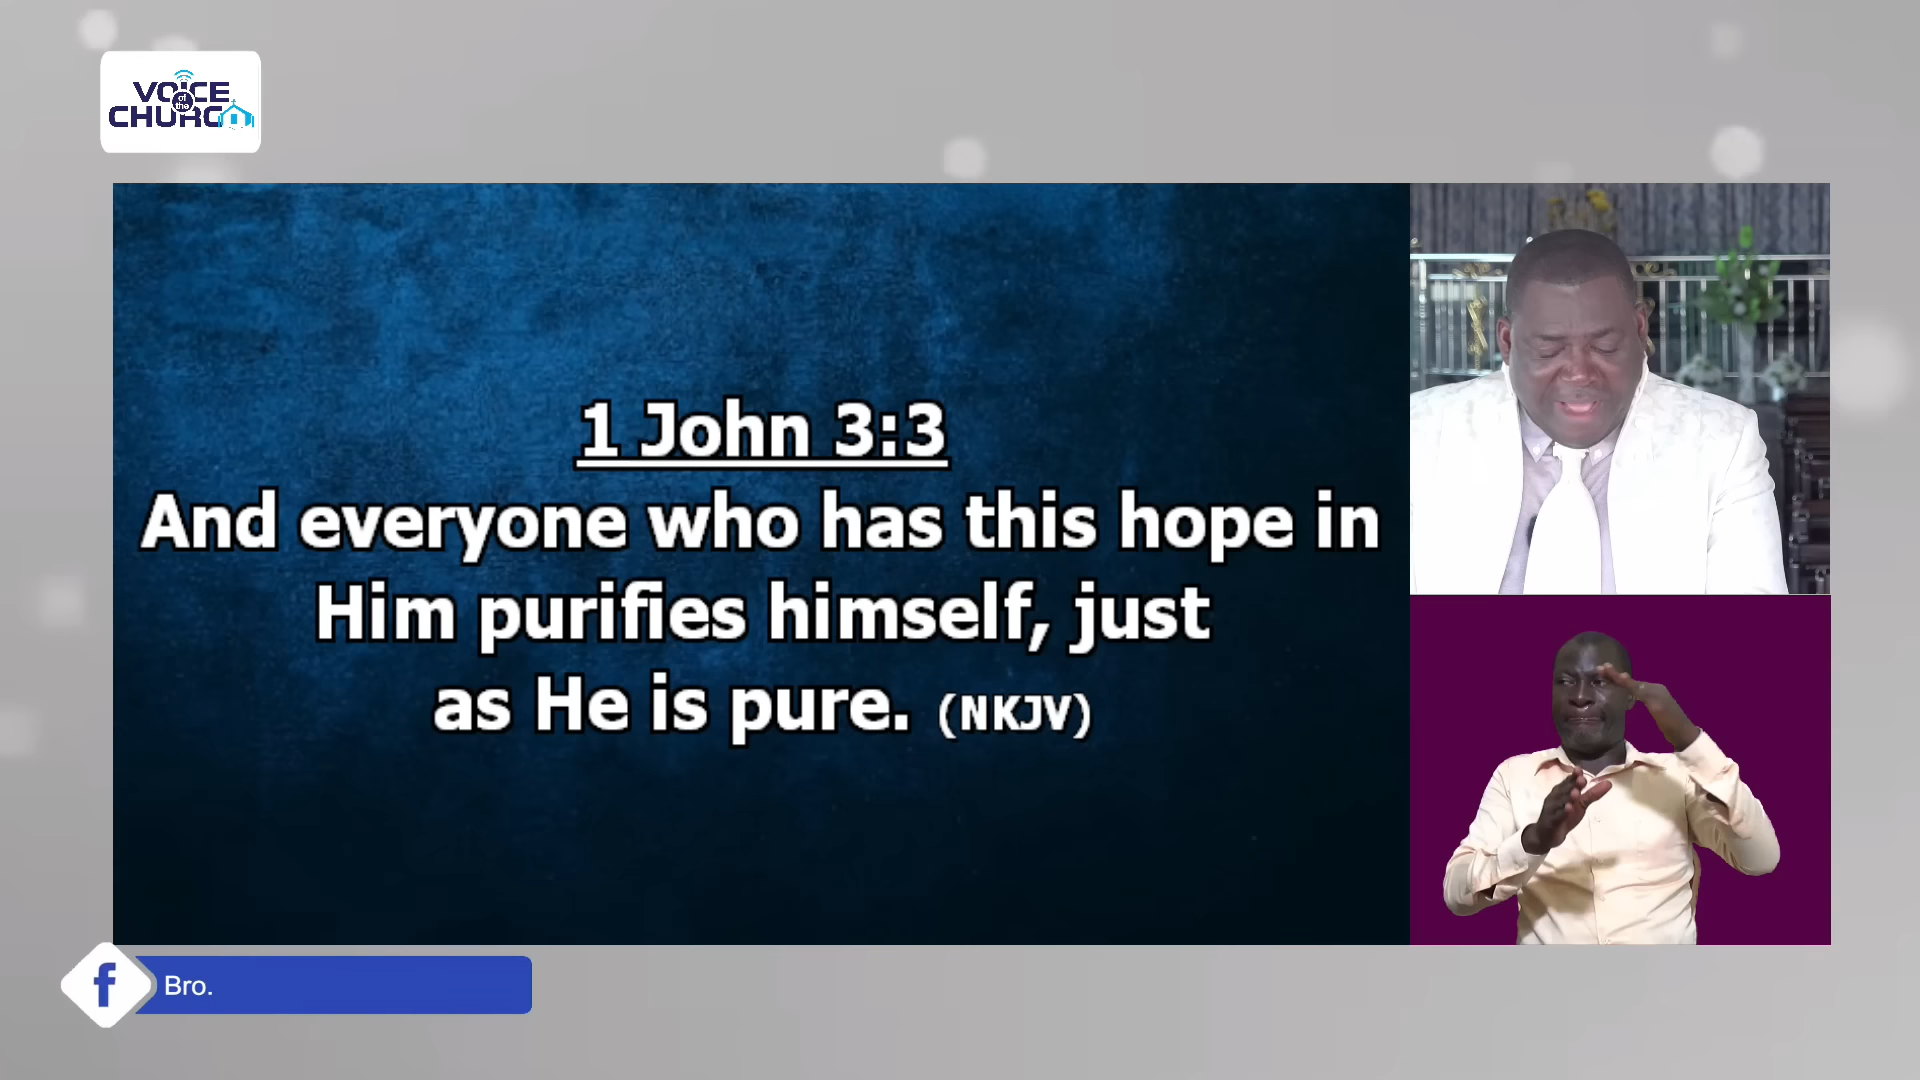 VOICE
of the
CHURCH
1 John 3:3
And everyone who has this hope in
Him purifies himself, just
as He is pure. (NKJV)
f
Bro.